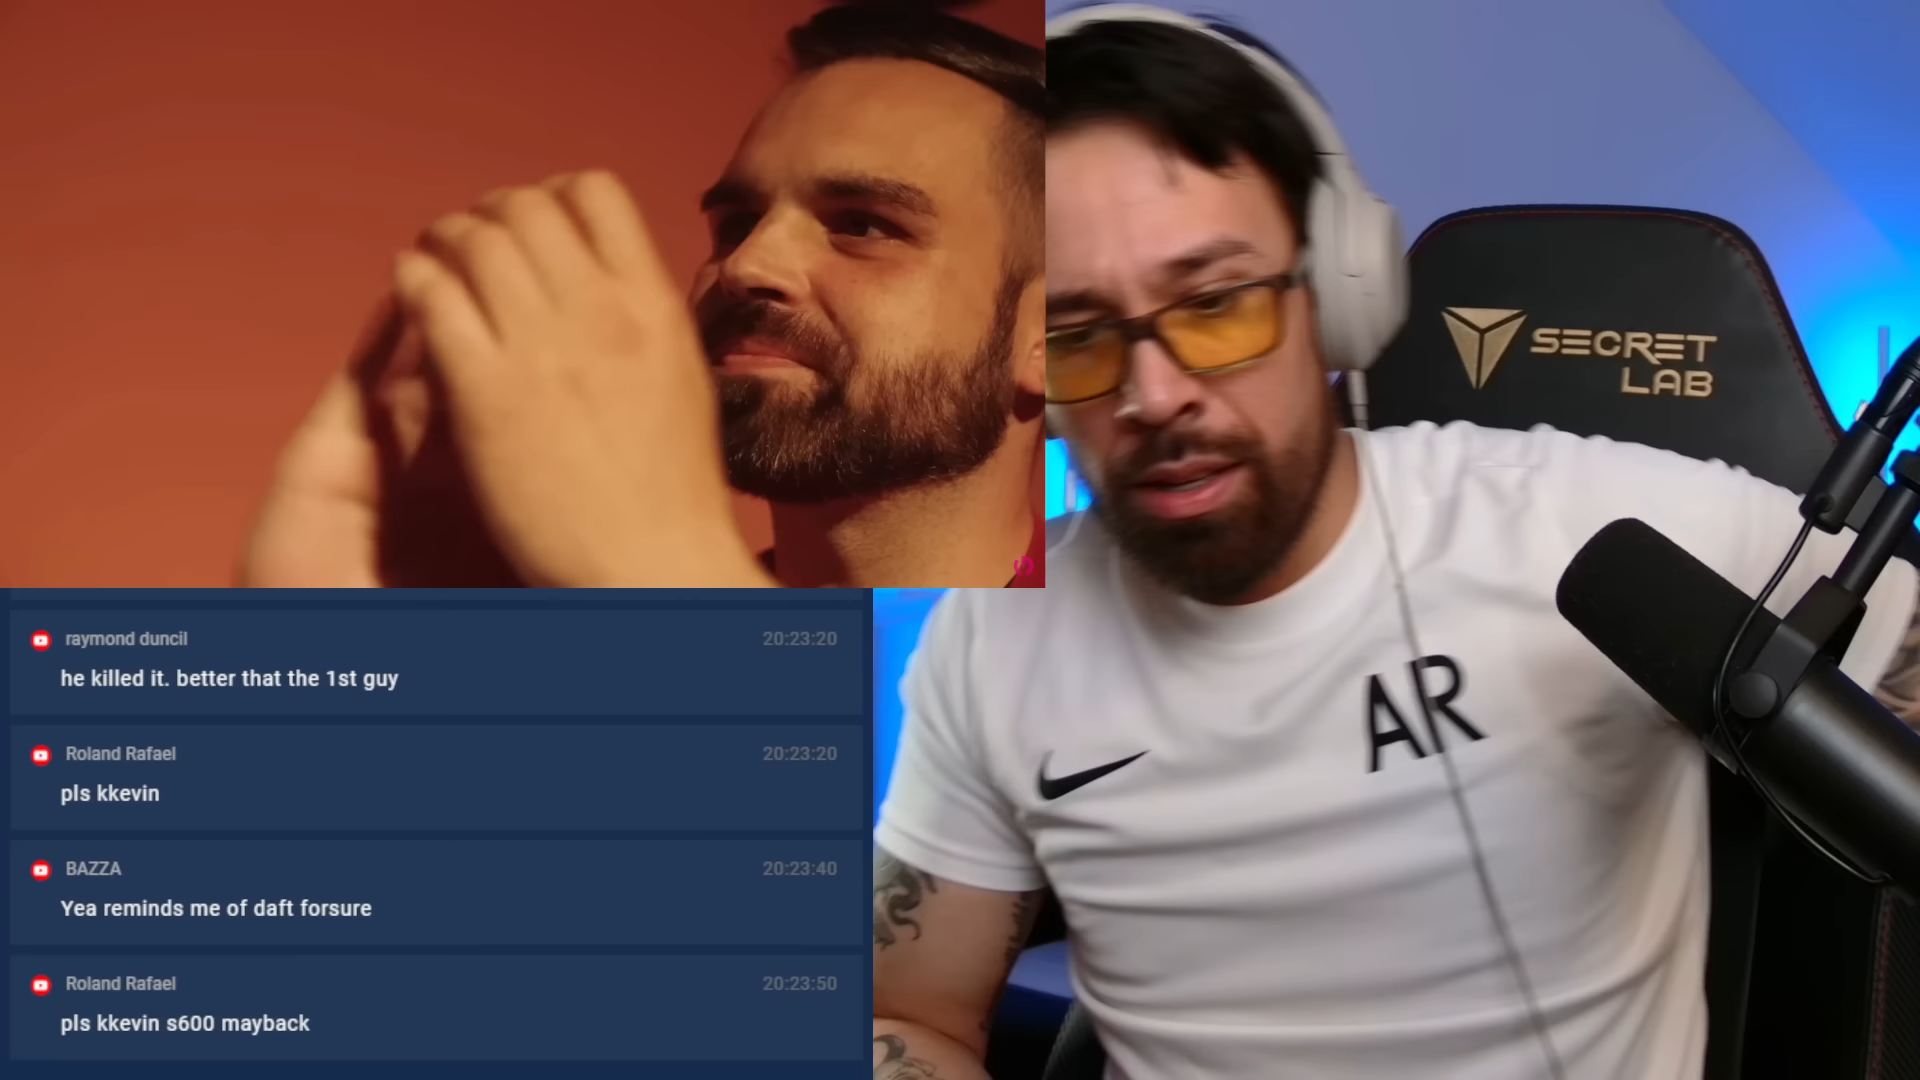 SECRET
LAB
AR
raymond duncil 20:23:20
he killed it. better that the 1st guy
Roland Rafael 20:23:20
pls kkevin
BAZZA 20:23:40
Yea reminds me of daft forsure
Roland Rafael 20:23:50
pls kkevin s600 mayback